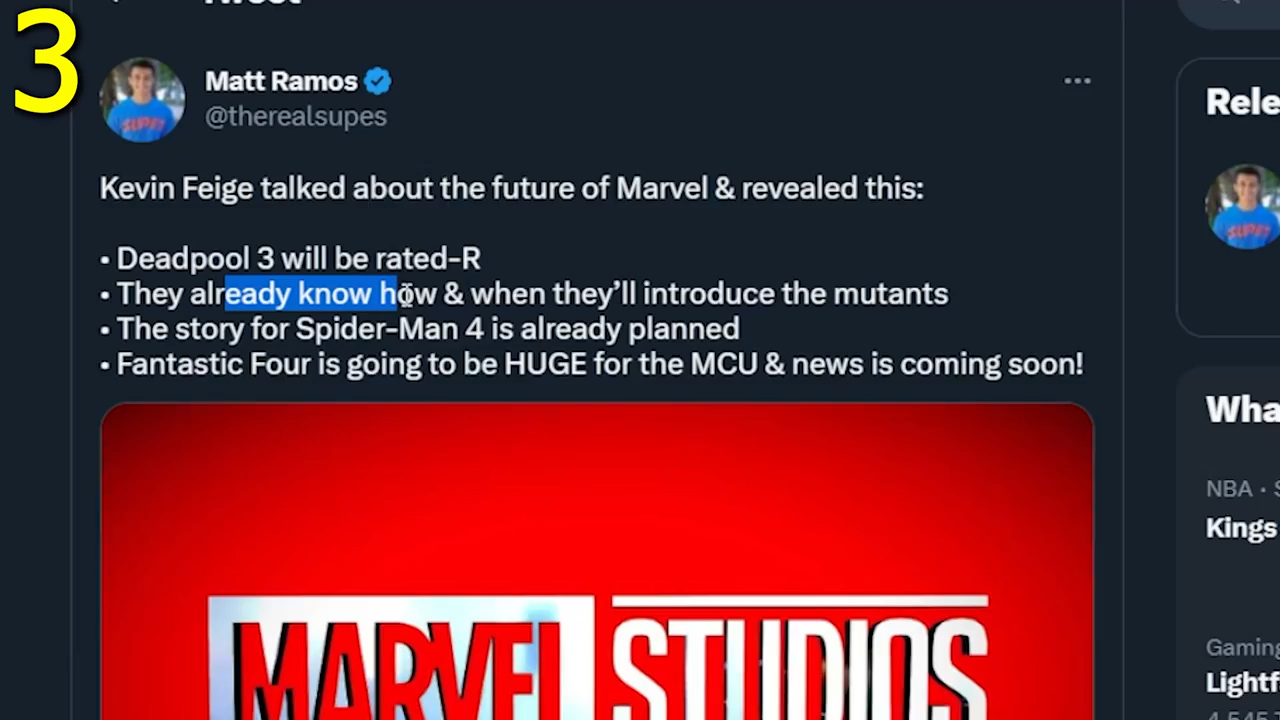 3
Matt Ramos
@therealsupes
Kevin Feige talked about the future of Marvel & revealed this:
• Deadpool 3 will be rated-R
• They already know how & when they’ll introduce the mutants
• The story for Spider-Man 4 is already planned
• Fantastic Four is going to be HUGE for the MCU & news is coming soon!
MARVEL STUDIOS
SUPES
Rele
Wha
NBA ·
Kings
Gaming
Lightf